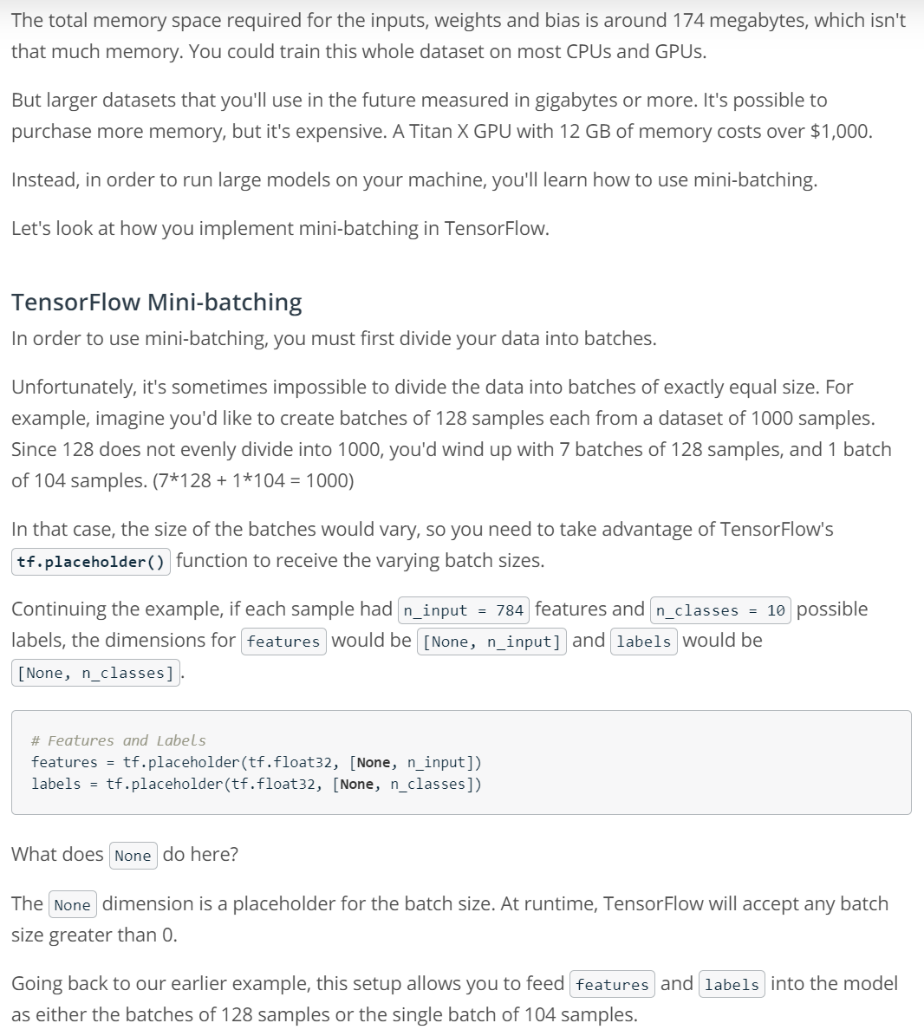 The total memory space required for the inputs, weights and bias is around 174 megabytes, which isn't
that much memory. You could train this whole dataset on most CPUs and GPUs.
But larger datasets that you'll use in the future measured in gigabytes or more. It's possible to
purchase more memory, but it's expensive. A Titan X GPU with 12 GB of memory costs over $1,000.
Instead, in order to run large models on your machine, you'll learn how to use mini-batching.
Let's look at how you implement mini-batching in TensorFlow.
TensorFlow Mini-batching
In order to use mini-batching, you must first divide your data into batches.
Unfortunately, it's sometimes impossible to divide the data into batches of exactly equal size. For
example, imagine you'd like to create batches of 128 samples each from a dataset of 1000 samples.
Since 128 does not evenly divide into 1000, you'd wind up with 7 batches of 128 samples, and 1 batch
of 104 samples. (7*128 + 1*104 = 1000)
In that case, the size of the batches would vary, so you need to take advantage of TensorFlow's
tf.placeholder() function to receive the varying batch sizes.
Continuing the example, if each sample had n_input = 784 features and n_classes = 10 possible
labels, the dimensions for features would be [None, n_input] and labels would be
[None, n_classes].
# Features and Labels
features = tf.placeholder(tf.float32, [None, n_input])
labels = tf.placeholder(tf.float32, [None, n_classes])
What does None do here?
The None dimension is a placeholder for the batch size. At runtime, TensorFlow will accept any batch
size greater than 0.
Going back to our earlier example, this setup allows you to feed features and labels into the model
as either the batches of 128 samples or the single batch of 104 samples.